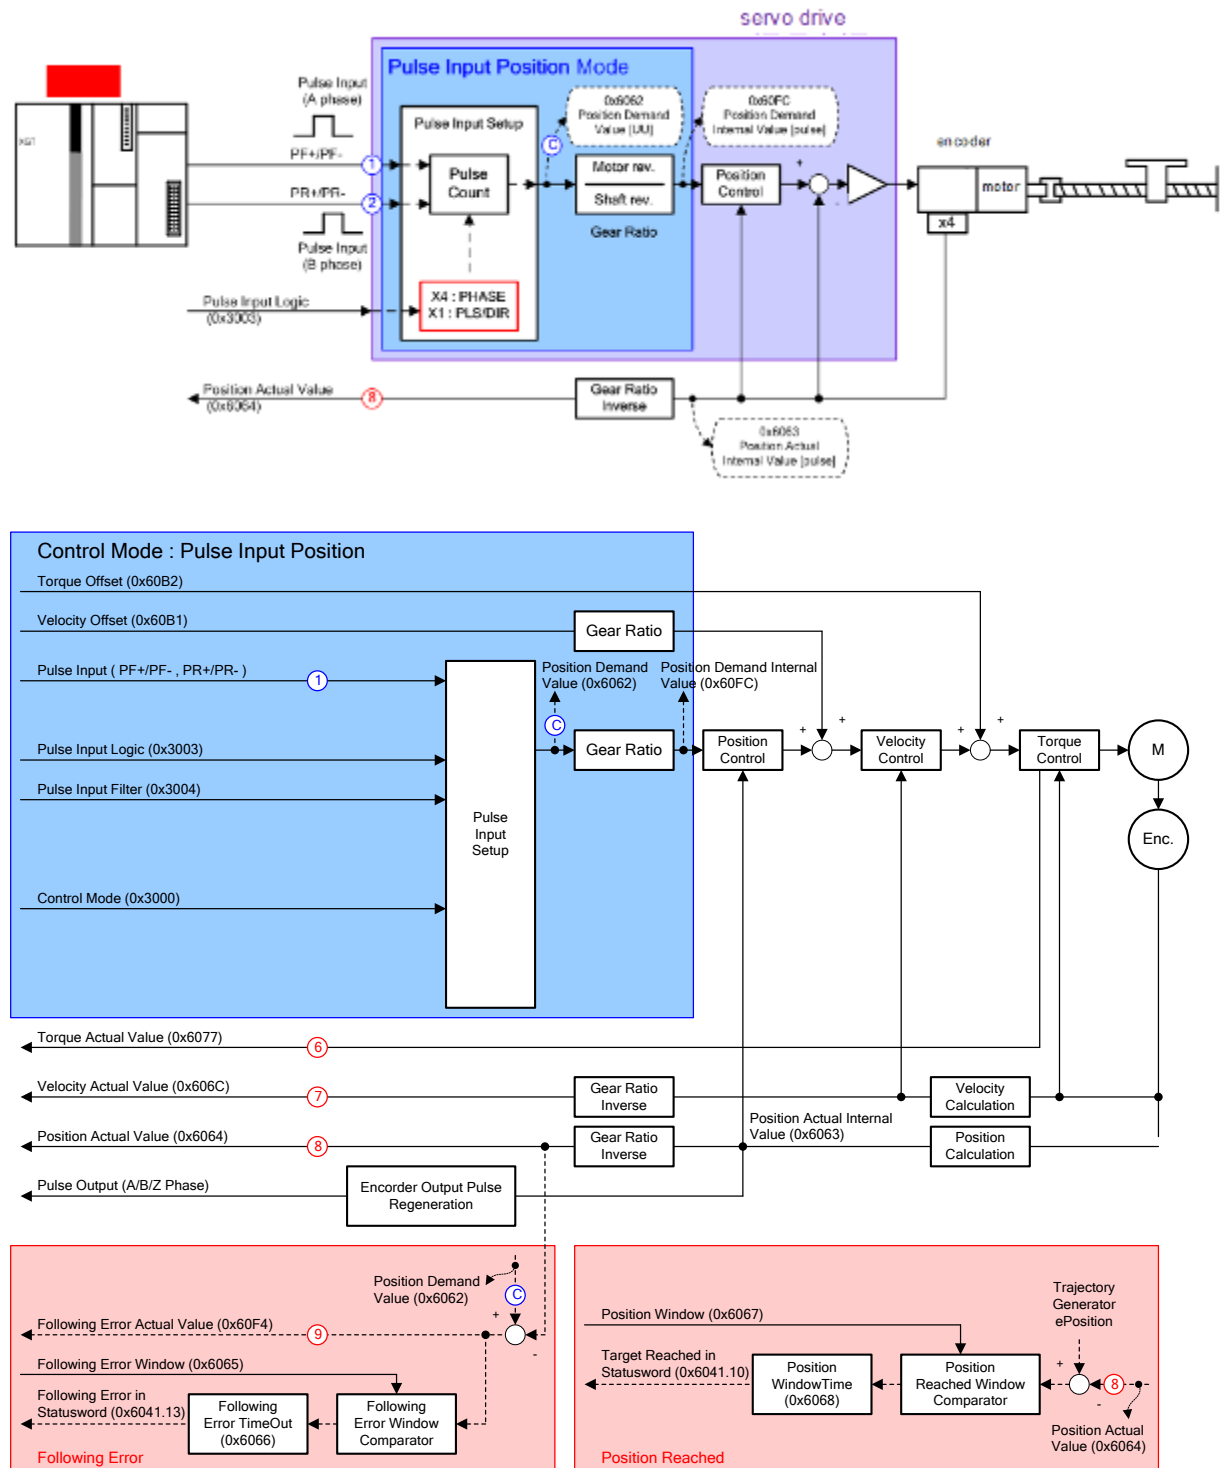 servo drive
Pulse Input Position Mode
Pulse Input
(A phase)
0x6062
Position Demand
Value [UU]
0x60FC
Position Demand
Internal Value [pulse]
XGT
Pulse Input Setup
encoder
C
PF+/PF-
1
Pulse
Count
Motor rev.
Shaft rev.
Position
Control
+
-
motor
PR+/PR-
2
x4
Gear Ratio
Pulse Input
(B phase)
X4 : PHASE
X1 : PLS/DIR
Pulse Input Logic
(0x3003)
Position Actual Value
(0x6064)
8
Gear Ratio
Inverse
0x6063
Position Actual
Internal Value [pulse]
Control Mode : Pulse Input Position
Torque Offset (0x60B2)
Velocity Offset (0x60B1)
Gear Ratio
Pulse Input ( PF+/PF- , PR+/PR- )
1
Position Demand
Value (0x6062)
Position Demand Internal
Value (0x60FC)
C
+
+
+
+
Pulse Input Logic (0x3003)
Gear Ratio
Position
Control
Velocity
Control
Torque
Control
M
Pulse Input Filter (0x3004)
Pulse
Input
Setup
Enc.
Control Mode (0x3000)
Torque Actual Value (0x6077)
6
Velocity Actual Value (0x606C)
7
Gear Ratio
Inverse
Velocity
Calculation
Position Actual Internal
Value (0x6063)
Position Actual Value (0x6064)
8
Gear Ratio
Inverse
Position
Calculation
Pulse Output (A/B/Z Phase)
Encorder Output Pulse
Regeneration
Position Demand
Value (0x6062)
C
+
-
Following Error Actual Value (0x60F4)
9
Following Error Window (0x6065)
Following Error in
Statusword (0x6041.13)
Following
Error TimeOut
(0x6066)
Following
Error Window
Comparator
Following Error
Trajectory
Generator
ePosition
Position Window (0x6067)
Target Reached in
Statusword (0x6041.10)
Position
WindowTime
(0x6068)
Position
Reached Window
Comparator
+
-
8
Position Actual
Value (0x6064)
Position Reached